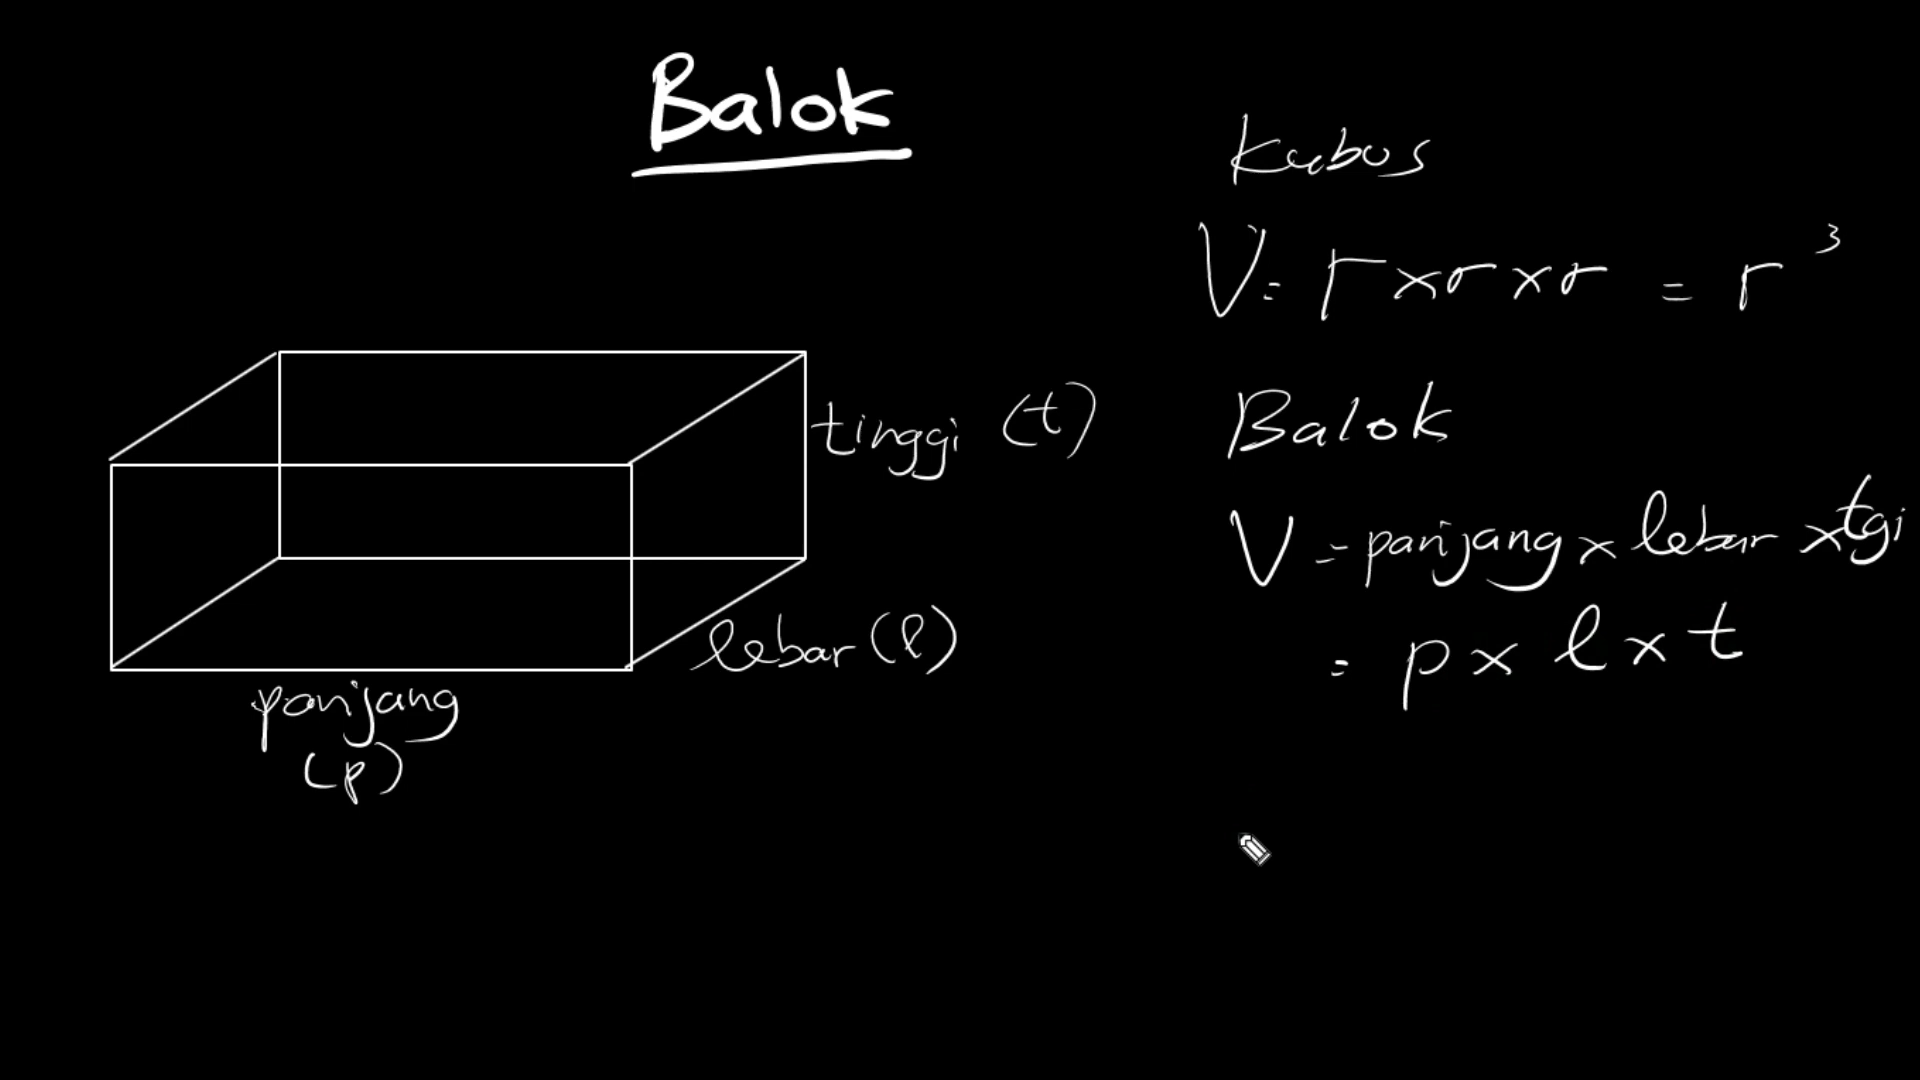 Balok
tinggi (t)
lebar (l)
panjang
(p)
Kubus
V = r x r x r = r³
Balok
V = panjang x lebar x tgi
= p x l x t